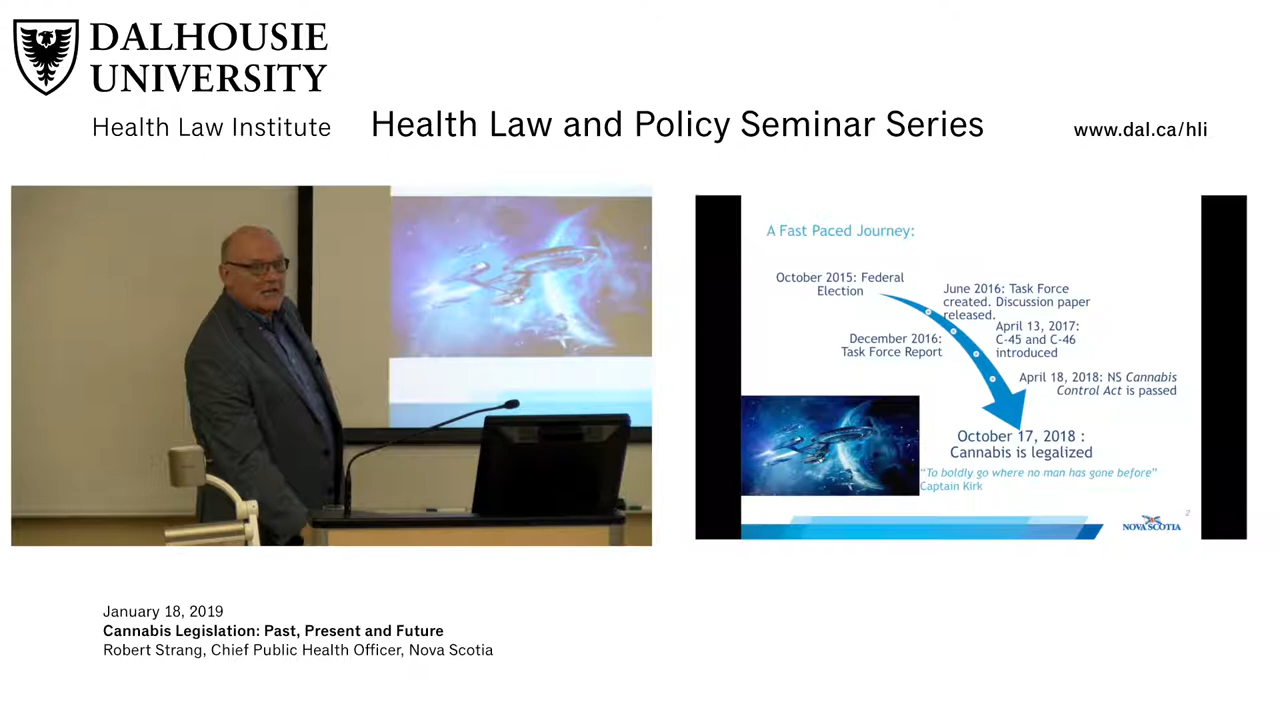 DALHOUSIE
UNIVERSITY
Health Law Institute
Health Law and Policy Seminar Series
www.dal.ca/hli
A Fast Paced Journey:
October 2015: Federal
Election
June 2016: Task Force
created. Discussion paper
released.
April 13, 2017:
C-45 and C-46
introduced
December 2016:
Task Force Report
April 18, 2018: NS Cannabis
Control Act is passed
October 17, 2018 :
Cannabis is legalized
"To boldly go where no man has gone before"
Captain Kirk
2
NOVA SCOTIA
January 18, 2019
Cannabis Legislation: Past, Present and Future
Robert Strang, Chief Public Health Officer, Nova Scotia